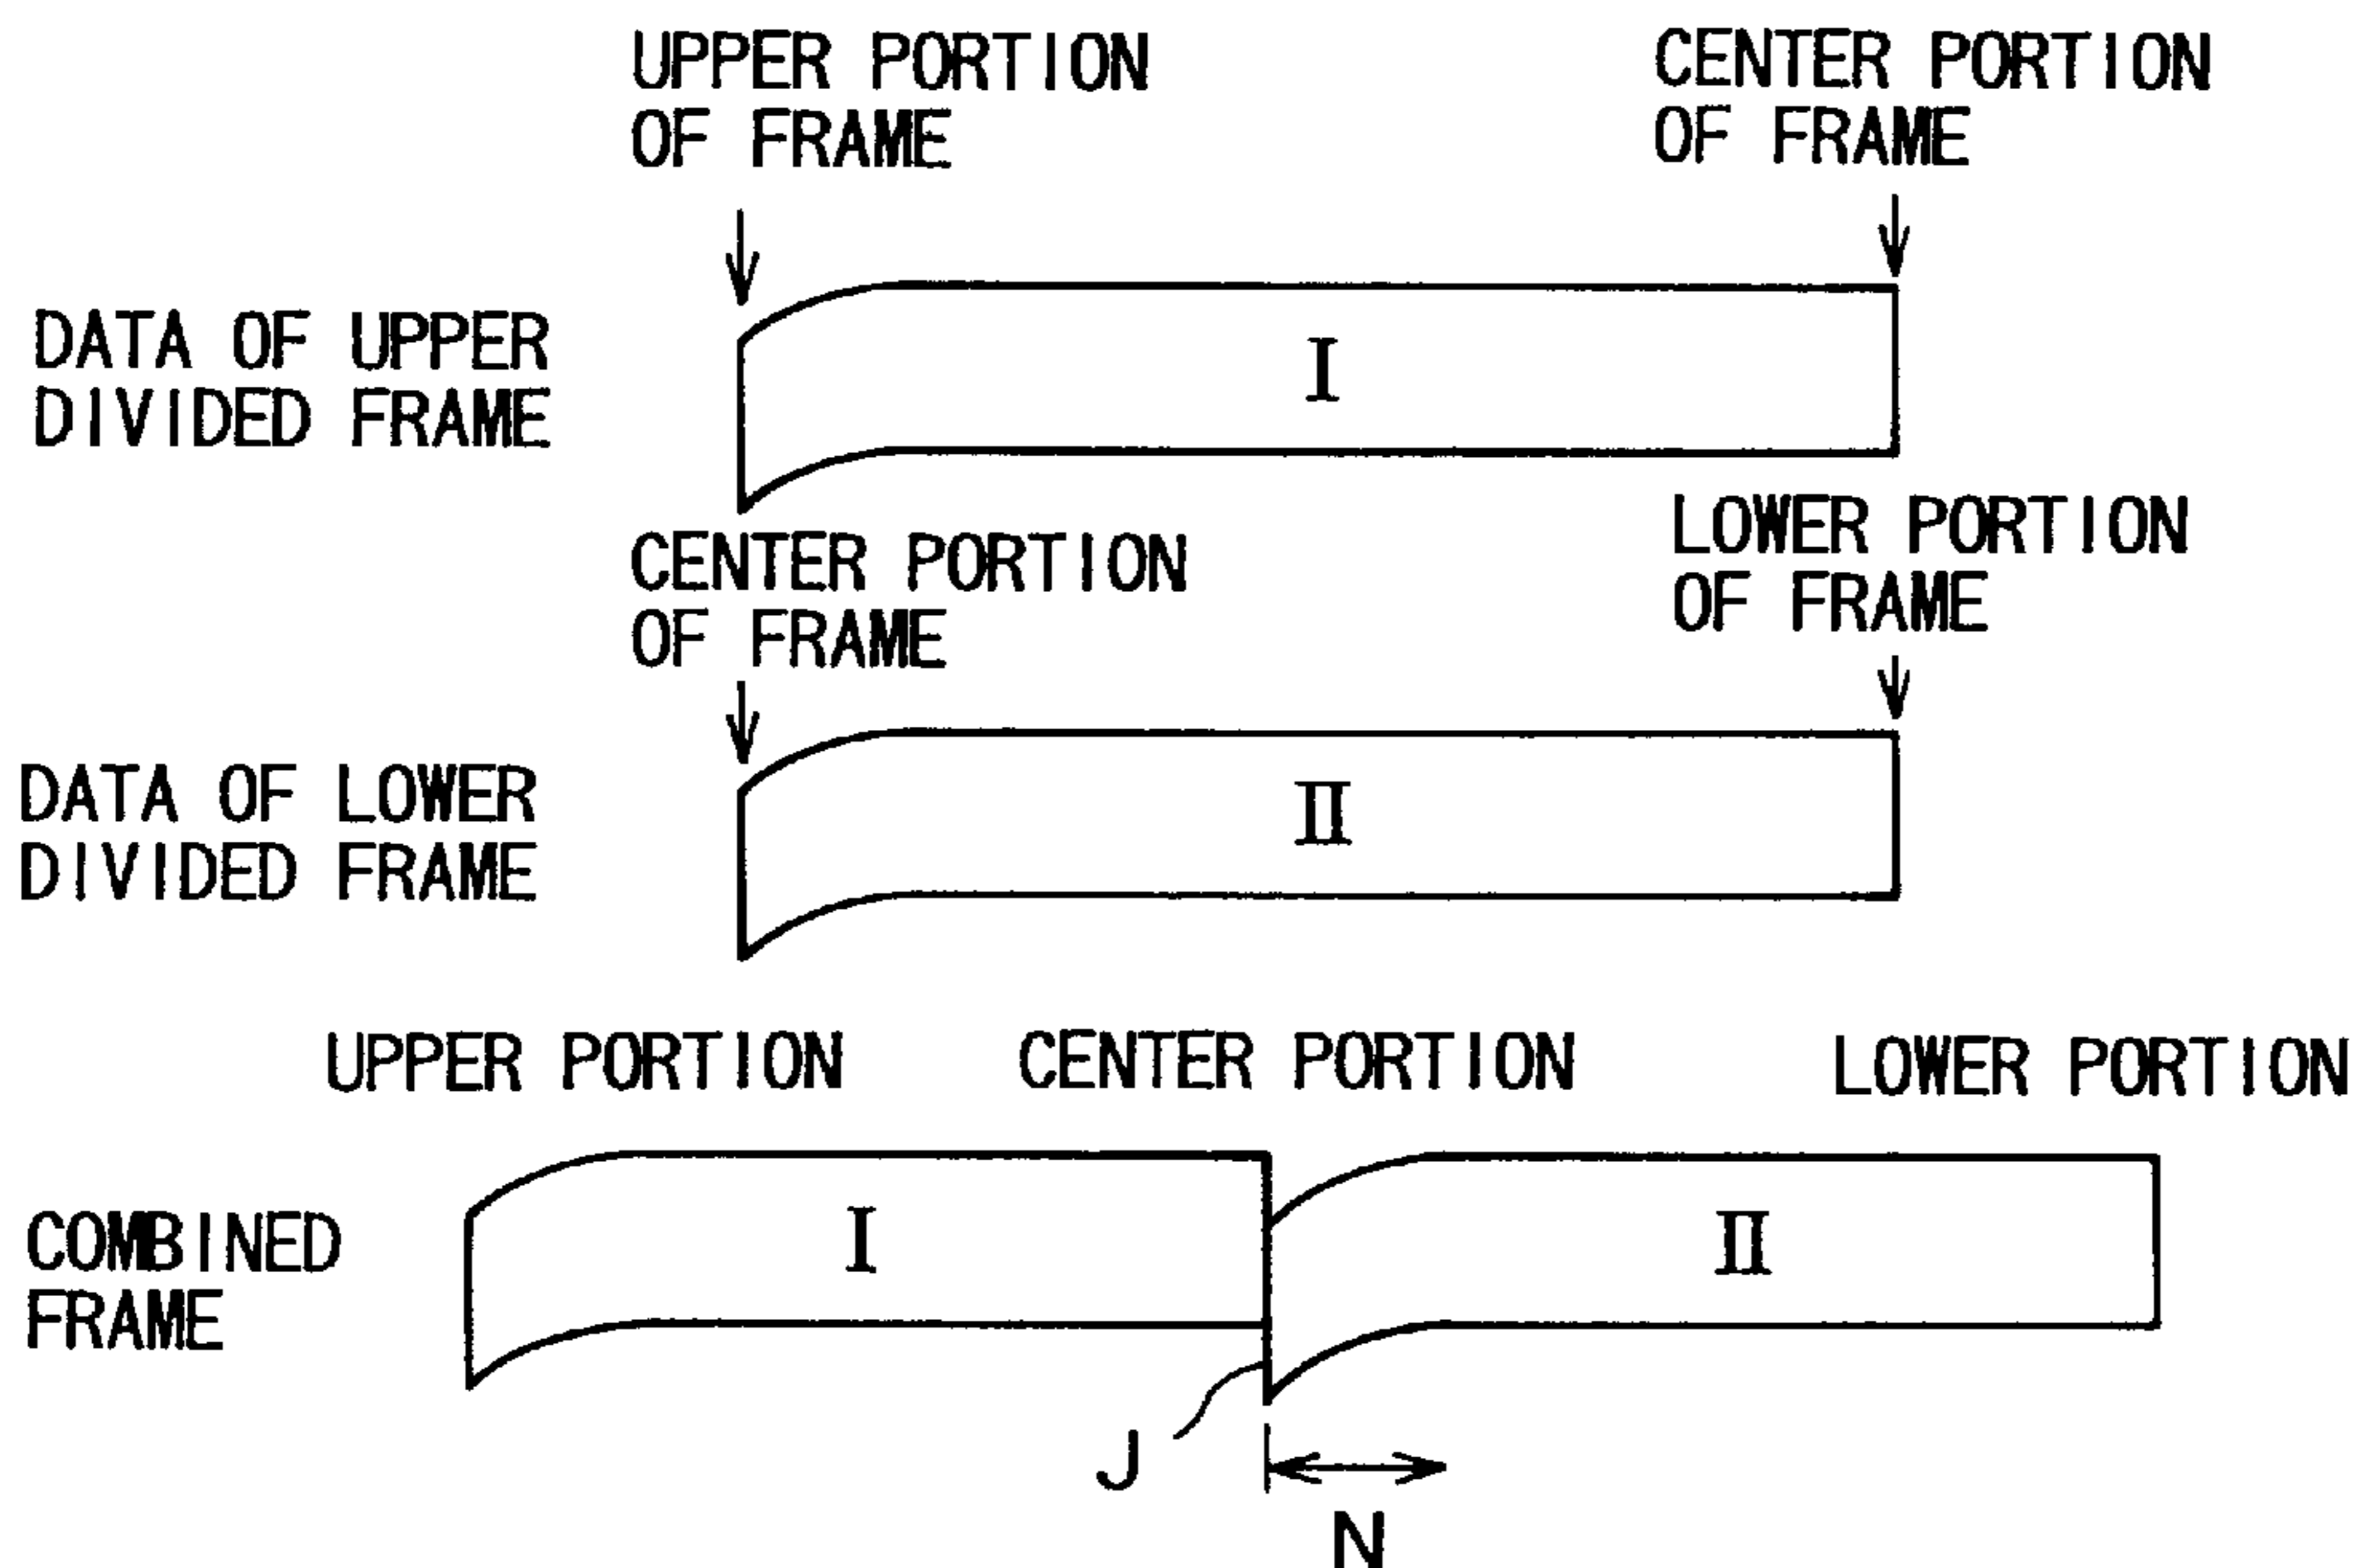 UPPER PORTION
OF FRAME
CENTER PORTION
OF FRAME
DATA OF UPPER
DIVIDED FRAME
I
CENTER PORTION
OF FRAME
LOWER PORTION
OF FRAME
DATA OF LOWER
DIVIDED FRAME
II
UPPER PORTION
CENTER PORTION
LOWER PORTION
COMBINED
FRAME
I
II
J
N